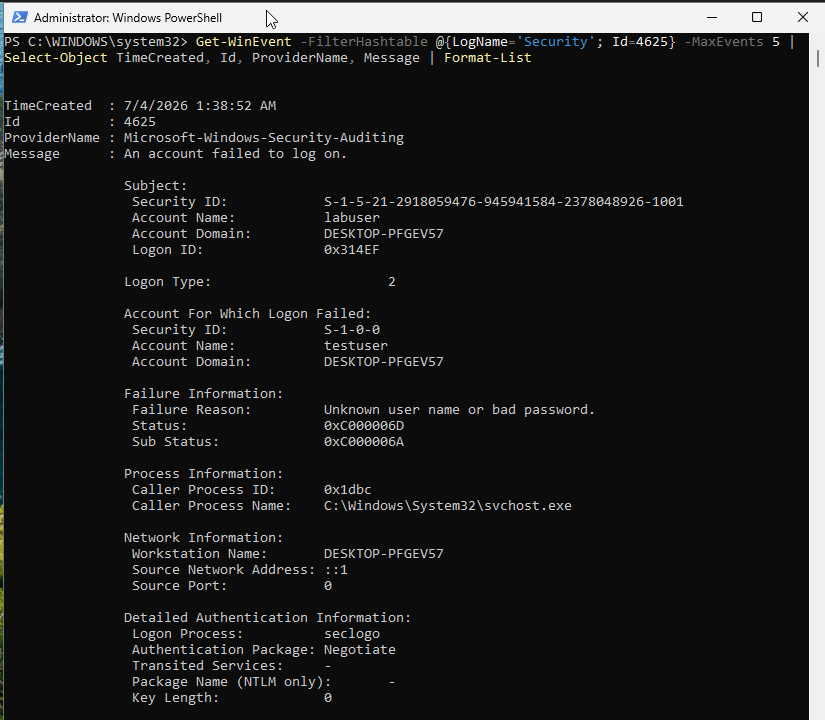 Administrator: Windows PowerShell
PS C:\WINDOWS\system32> Get-WinEvent -FilterHashtable @{LogName='Security'; Id=4625} -MaxEvents 5 |
Select-Object TimeCreated, Id, ProviderName, Message | Format-List
TimeCreated  : 7/4/2026 1:38:52 AM
Id           : 4625
ProviderName : Microsoft-Windows-Security-Auditing
Message      : An account failed to log on.
Subject:
Security ID: S-1-5-21-2918059476-945941584-2378048926-1001
Account Name: labuser
Account Domain: DESKTOP-PFGEV57
Logon ID: 0x314EF
Logon Type: 2
Account For Which Logon Failed:
Security ID: S-1-0-0
Account Name: testuser
Account Domain: DESKTOP-PFGEV57
Failure Information:
Failure Reason: Unknown user name or bad password.
Status: 0xC000006D
Sub Status: 0xC000006A
Process Information:
Caller Process ID: 0x1dbc
Caller Process Name: C:\Windows\System32\svchost.exe
Network Information:
Workstation Name: DESKTOP-PFGEV57
Source Network Address: ::1
Source Port: 0
Detailed Authentication Information:
Logon Process: seclogo
Authentication Package: Negotiate
Transited Services: -
Package Name (NTLM only): -
Key Length: 0